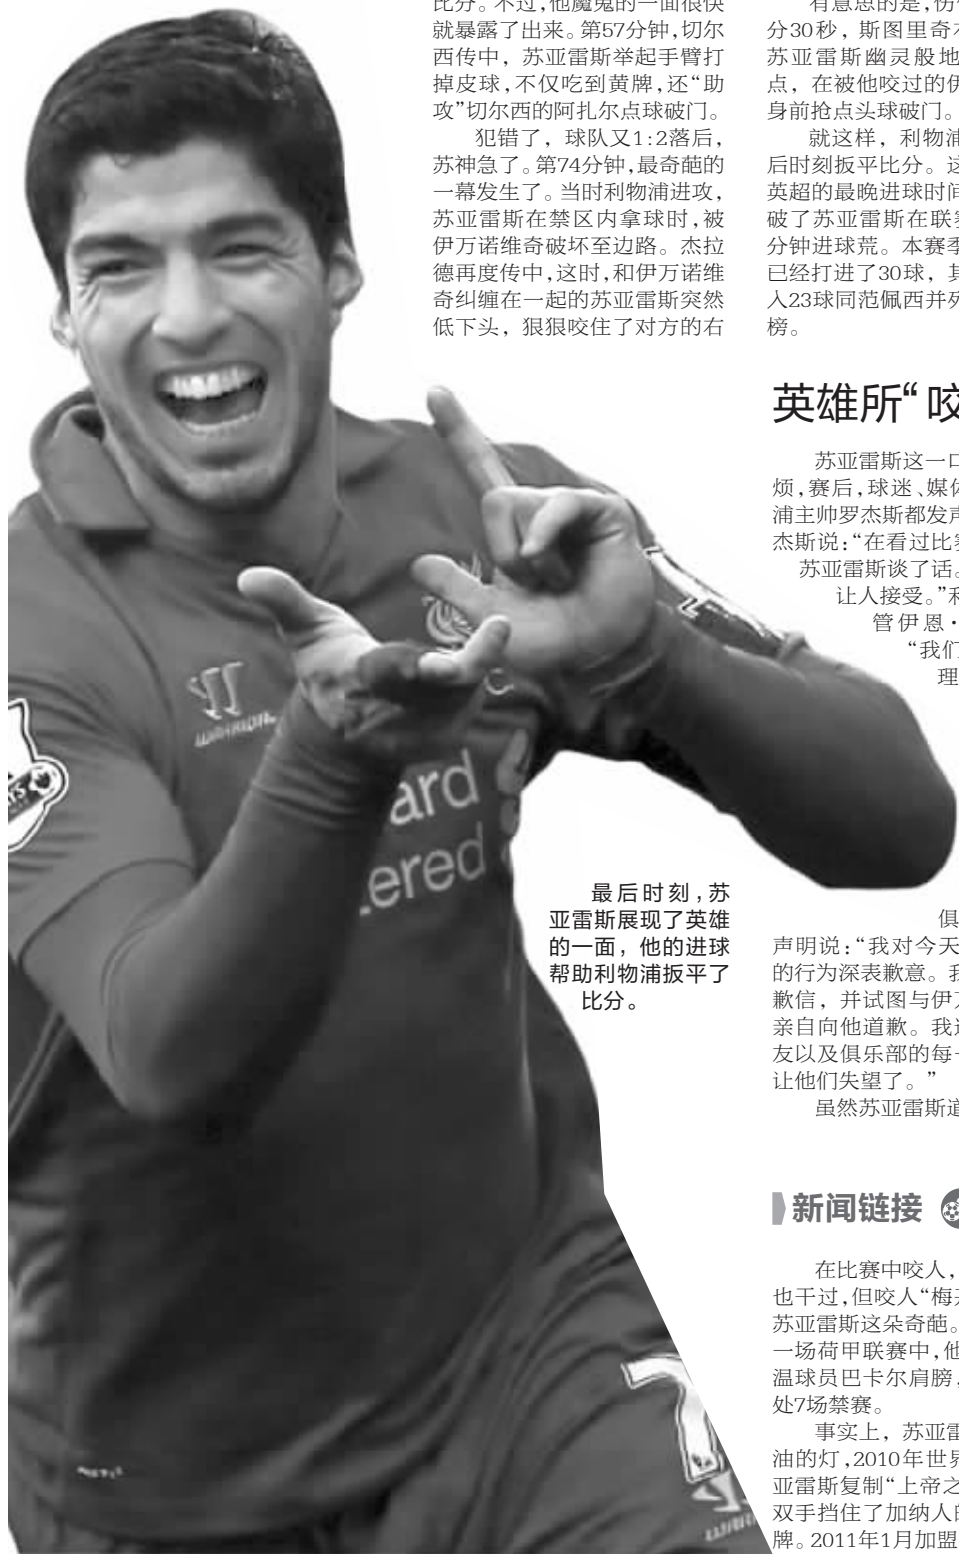 比分。不过，他魔鬼的一面很快
就暴露了出来。第57分钟，切尔
西传中，苏亚雷斯举起手臂打
掉皮球，不仅吃到黄牌，还“助
攻”切尔西的阿扎尔点球破门。
犯错了，球队又1:2落后，
苏神急了。第74分钟，最奇葩的
一幕发生了。当时利物浦进攻，
苏亚雷斯在禁区内拿球时，被
伊万诺维奇破坏至边路。杰拉
德再度传中，这时，和伊万诺维
奇纠缠在一起的苏亚雷斯突然
低下头，狠狠咬住了对方的右
有意思的是，伤
分30秒，斯图里奇
苏亚雷斯幽灵般地
点，在被他咬过的伊
身前抢点头球破门。
就这样，利物浦
后时刻扳平比分。这
英超的最晚进球时间
破了苏亚雷斯在联赛
分钟进球荒。本赛季
已经打进了30球，其
入23球同范佩西并列
榜。
英雄所“咬
苏亚雷斯这一口
烦，赛后，球迷、媒体
浦主帅罗杰斯都发声
杰斯说：“在看过比赛
苏亚雷斯谈了话。
让人接受。”利
管伊恩·
“我们
理
俱
声明说：“我对今天
的行为深表歉意。我
歉信，并试图与伊万
亲自向他道歉。我
友以及俱乐部的每一
让他们失望了。”
虽然苏亚雷斯道
最后时刻，苏
亚雷斯展现了英雄
的一面，他的进球
帮助利物浦扳平了
比分。
新闻链接
在比赛中咬人，
也干过，但咬人“梅开
苏亚雷斯这朵奇葩。
一场荷甲联赛中，他
温球员巴卡尔肩膀，
处7场禁赛。
事实上，苏亚雷
油的灯，2010年世界
亚雷斯复制“上帝之
双手挡住了加纳人的
牌。2011年1月加盟
WARRIOR
ard
ered
7